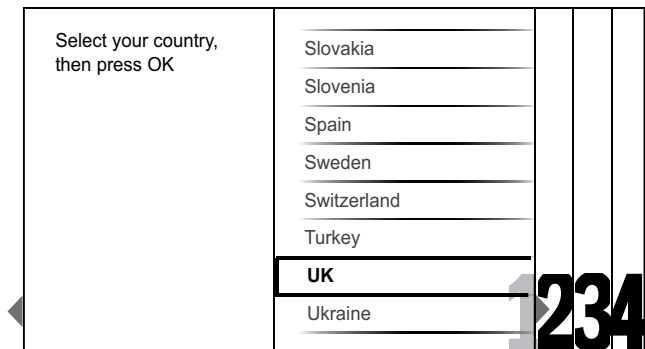 Select your country,
then press OK
Slovakia
Slovenia
Spain
Sweden
Switzerland
Turkey
UK
Ukraine
1234